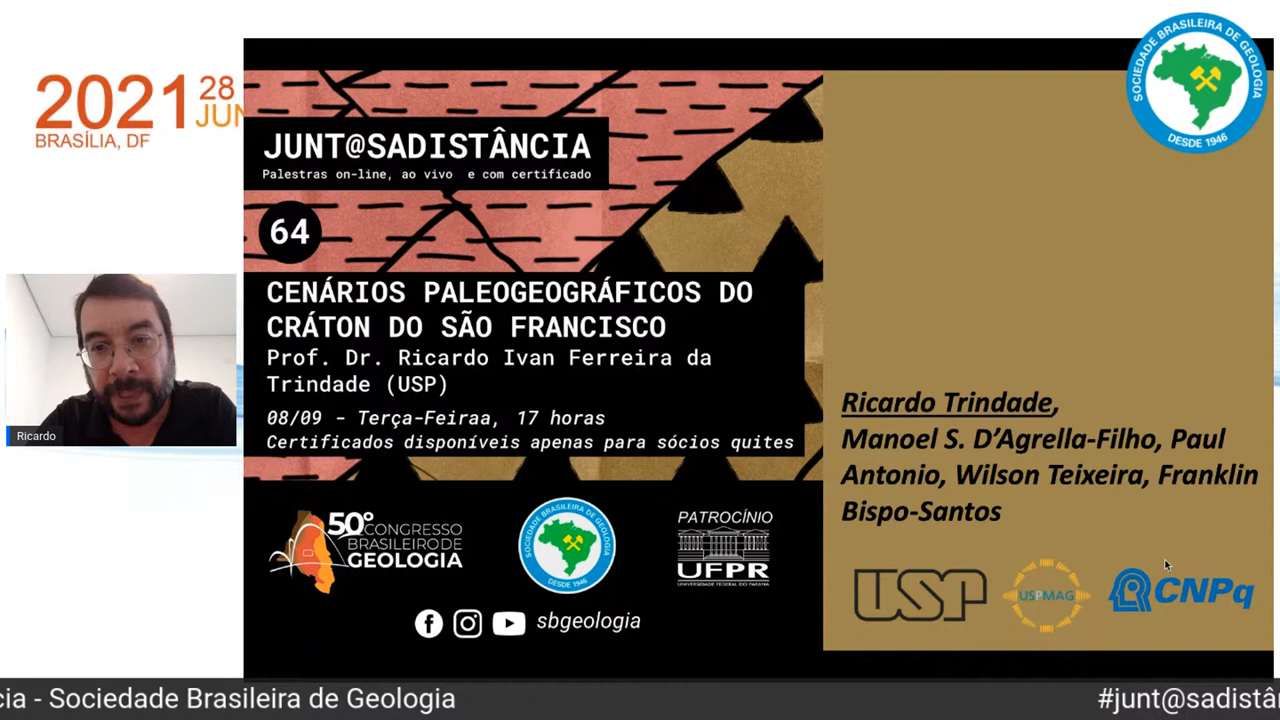 2021 28
JUN
BRASÍLIA, DF
SOCIEDADE BRASILEIRA DE GEOLOGIA
DESDE 1946
JUNT@SADISTÂNCIA
Palestras on-line, ao vivo e com certificado
64
CENÁRIOS PALEOGEOGRÁFICOS DO
CRÁTON DO SÃO FRANCISCO
Prof. Dr. Ricardo Ivan Ferreira da
Trindade (USP)
08/09 - Terça-Feiraa, 17 horas
Certificados disponíveis apenas para sócios quites
Ricardo
Ricardo Trindade,
Manoel S. D’Agrella-Filho, Paul
Antonio, Wilson Teixeira, Franklin
Bispo-Santos
50º CONGRESSO
BRASILEIRO DE
GEOLOGIA
SOCIEDADE BRASILEIRA DE GEOLOGIA
DESDE 1946
PATROCÍNIO
UFPR
UNIVERSIDADE FEDERAL DO PARANÁ
USP
USPMAG
CNPq
sbgeologia
cia - Sociedade Brasileira de Geologia
#junt@sadistân